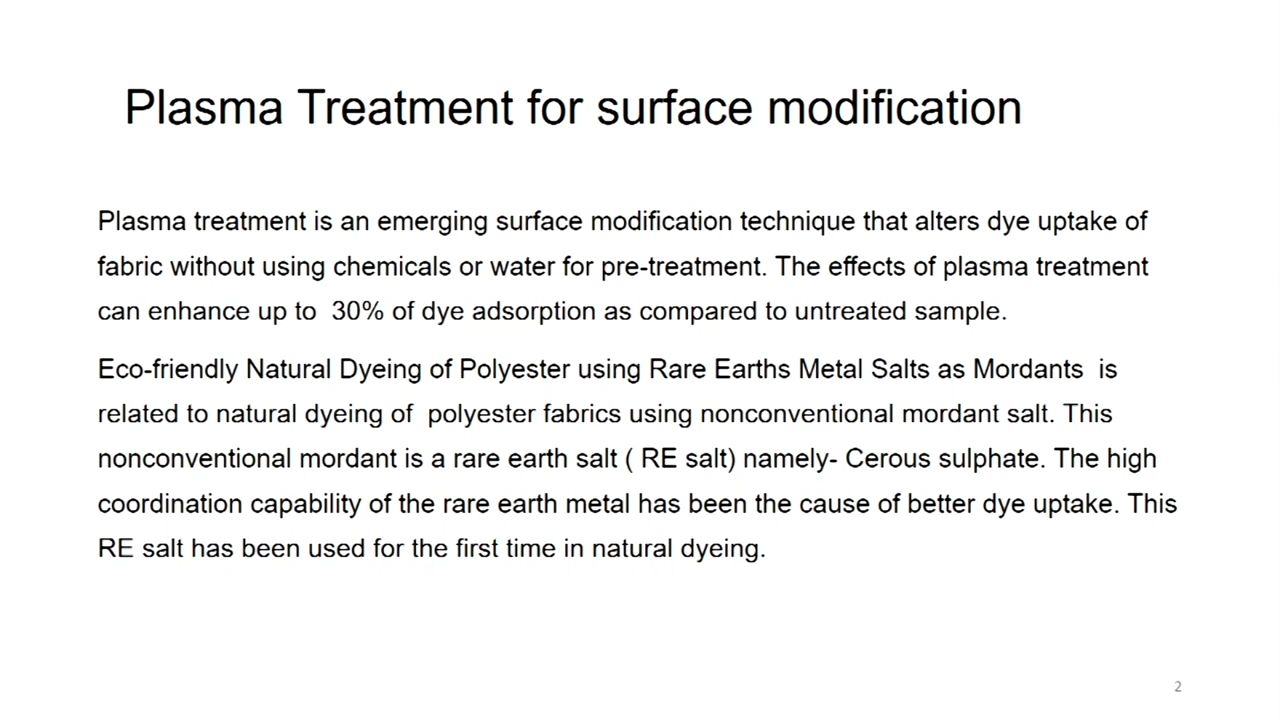 Plasma Treatment for surface modification
Plasma treatment is an emerging surface modification technique that alters dye uptake of
fabric without using chemicals or water for pre-treatment. The effects of plasma treatment
can enhance up to  30% of dye adsorption as compared to untreated sample.
Eco-friendly Natural Dyeing of Polyester using Rare Earths Metal Salts as Mordants  is
related to natural dyeing of  polyester fabrics using nonconventional mordant salt. This
nonconventional mordant is a rare earth salt ( RE salt) namely- Cerous sulphate. The high
coordination capability of the rare earth metal has been the cause of better dye uptake. This
RE salt has been used for the first time in natural dyeing.
2